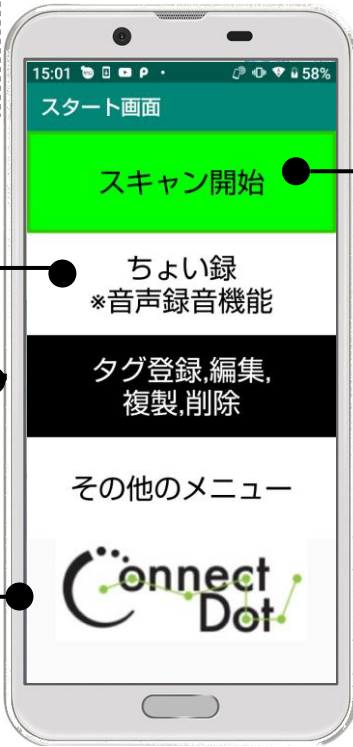 15:01 58%
スタート画面
スキャン開始
ちょい録
※音声録音機能
タグ登録,編集,
複製,削除
その他のメニュー
Connect
Dot